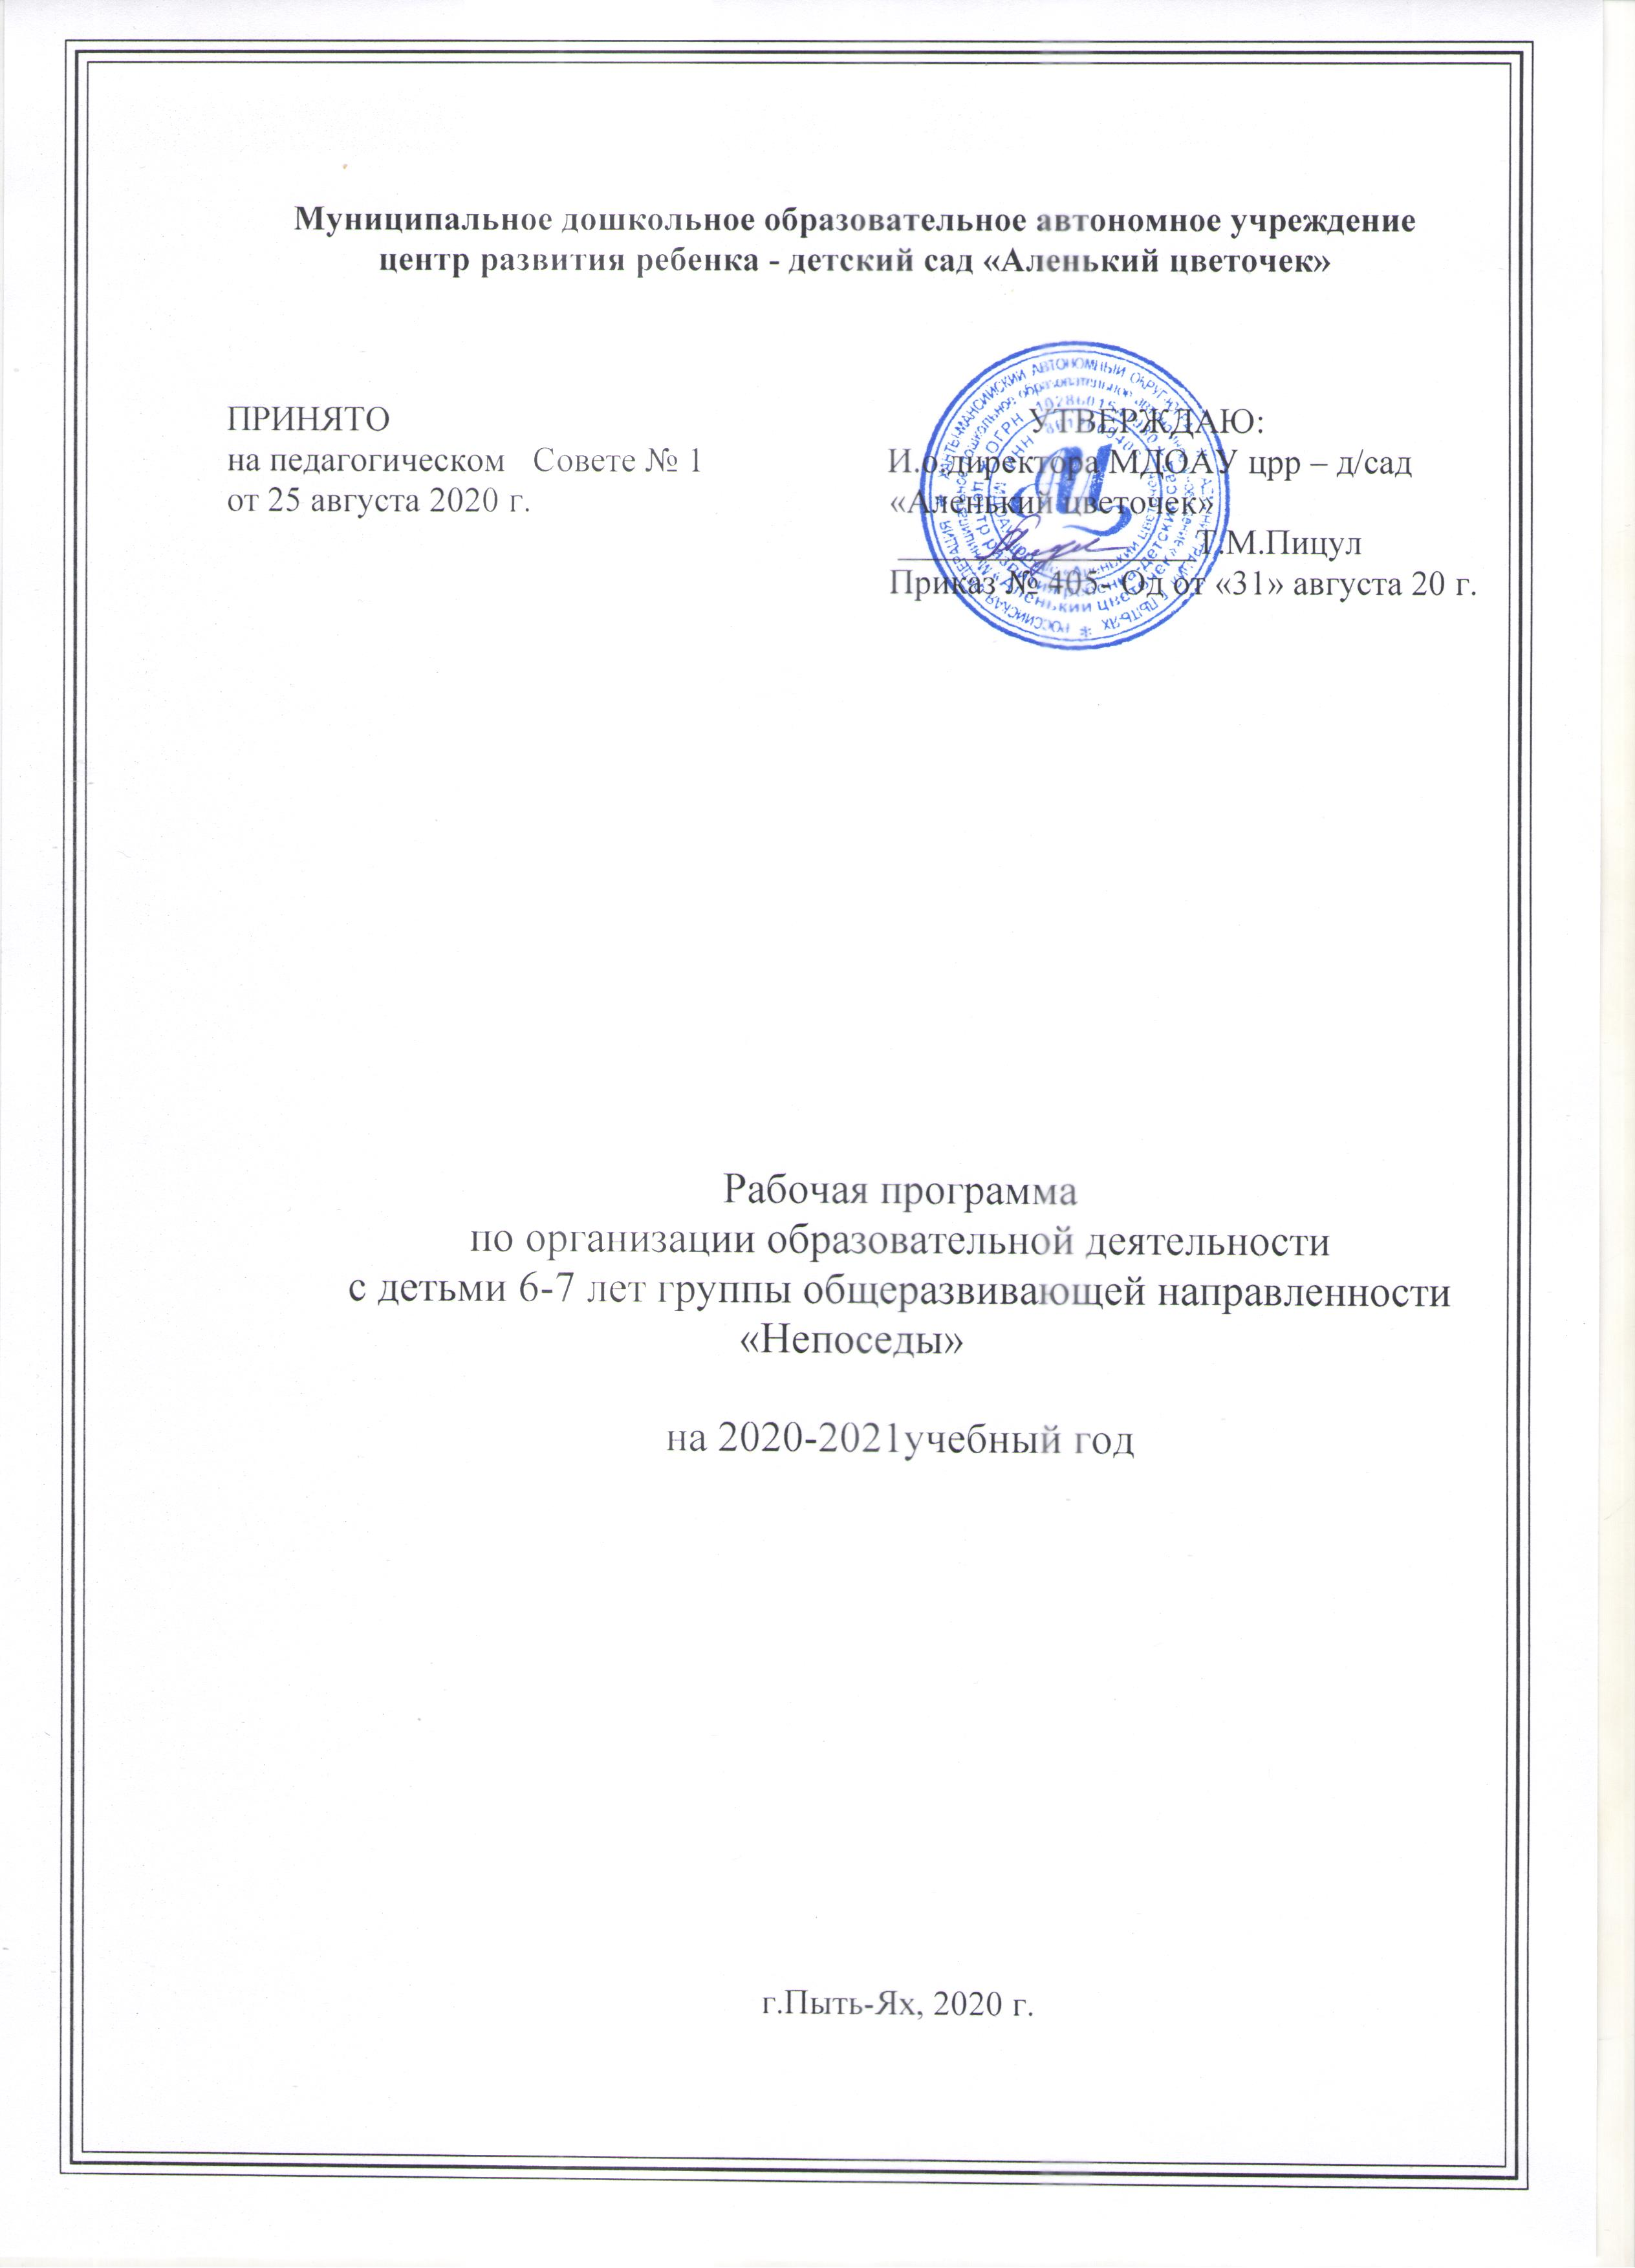 Муниципальное дошкольное образовательное автономное учреждение
центр развития ребенка - детский сад «Аленький цветочек»
ПРИНЯТО
на педагогическом Совете № 1
от 25 августа 2020 г.
УТВЕРЖДАЮ:
И.о.директора МДОАУ црр – д/сад
«Аленький цветочек»
Т.М.Пицул
Приказ № 405- Од от «31» августа 20 г.
Рабочая программа
по организации образовательной деятельности
с детьми 6-7 лет группы общеразвивающей направленности
«Непоседы»
на 2020-2021учебный год
г.Пыть-Ях, 2020 г.